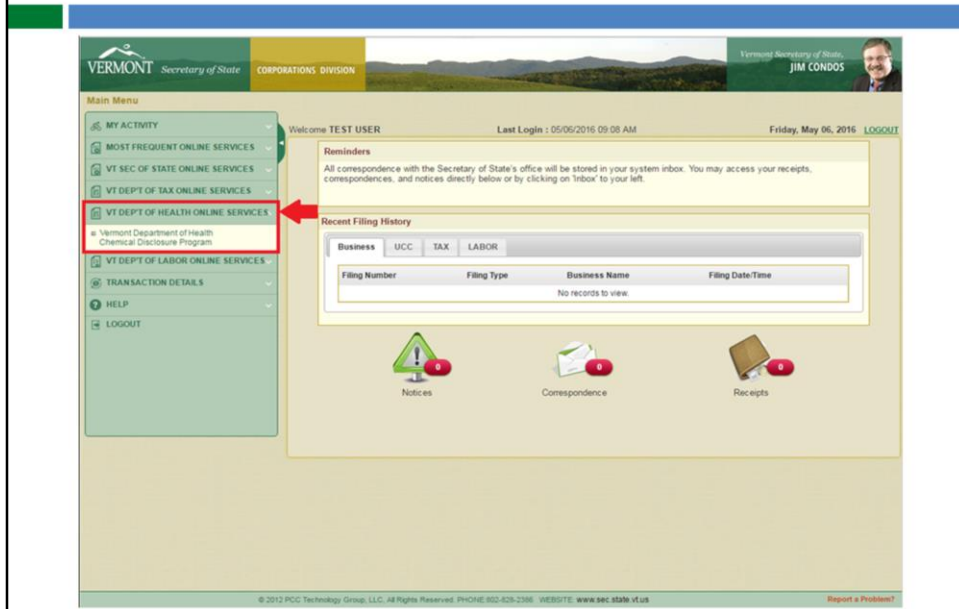 VERMONT Secretary of State CORPORATIONS DIVISION
Vermont Secretary of State,
JIM CONDOS
Main Menu
MY ACTIVITY
MOST FREQUENT ONLINE SERVICES
VT SEC OF STATE ONLINE SERVICES
VT DEP'T OF TAX ONLINE SERVICES
VT DEP'T OF HEALTH ONLINE SERVICES
Vermont Department of Health
Chemical Disclosure Program
VT DEP'T OF LABOR ONLINE SERVICES
TRANSACTION DETAILS
HELP
LOGOUT
Welcome TEST USER Last Login : 05/06/2016 09:08 AM Friday, May 06, 2016 LOGOUT
Reminders
All correspondence with the Secretary of State's office will be stored in your system inbox. You may access your receipts,
correspondences, and notices directly below or by clicking on 'Inbox' to your left.
Recent Filing History
Business UCC TAX LABOR
Filing Number Filing Type Business Name Filing Date/Time
No records to view.
0 0 0
Notices Correspondence Receipts
© 2012 PCC Technology Group, LLC, All Rights Reserved. PHONE:802-828-2386 WEBSITE: www.sec.state.vt.us Report a Problem?